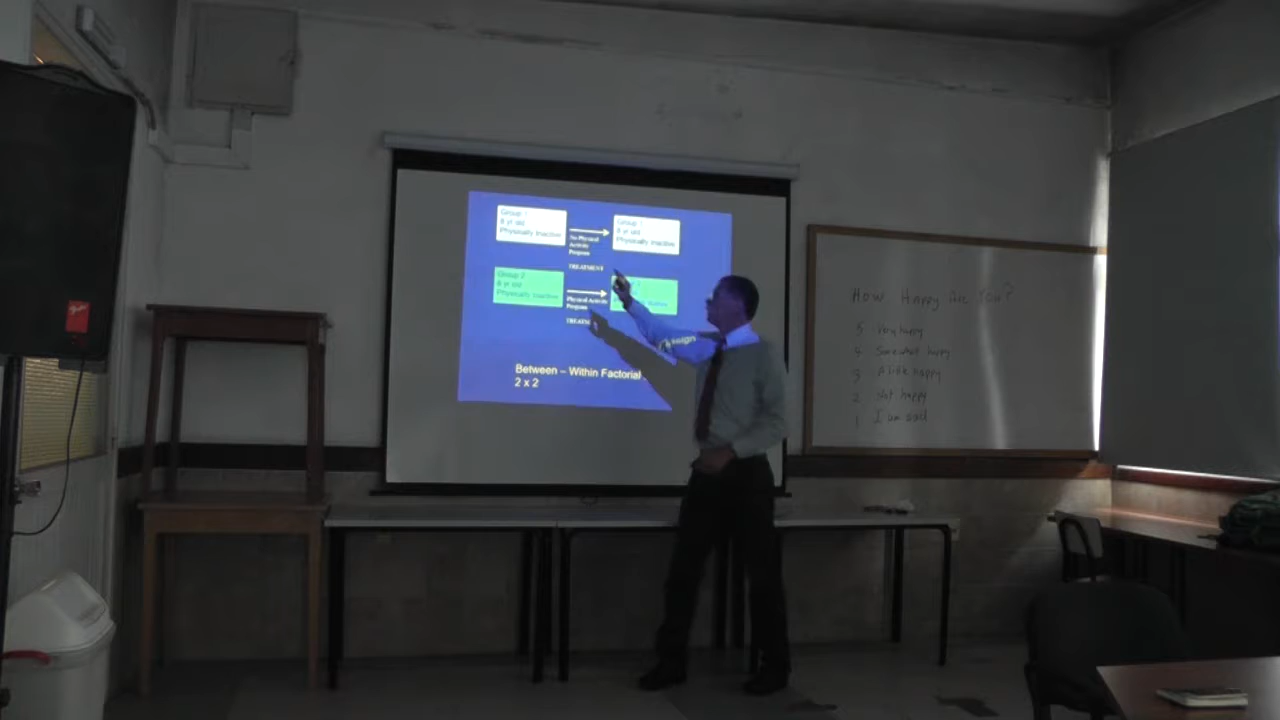 Group 1
8 yr old
Physically Inactive
No Physical
Activity
Program
TREATMENT
Group 1
8 yr old
Physically Inactive
Group 2
8 yr old
Physically Inactive
Physical Activity
Program
Between – Within Factorial
2 x 2
How Happy Are You?
5 Very happy
4 Somewhat happy
3 A little happy
2 Not happy
1 I am sad